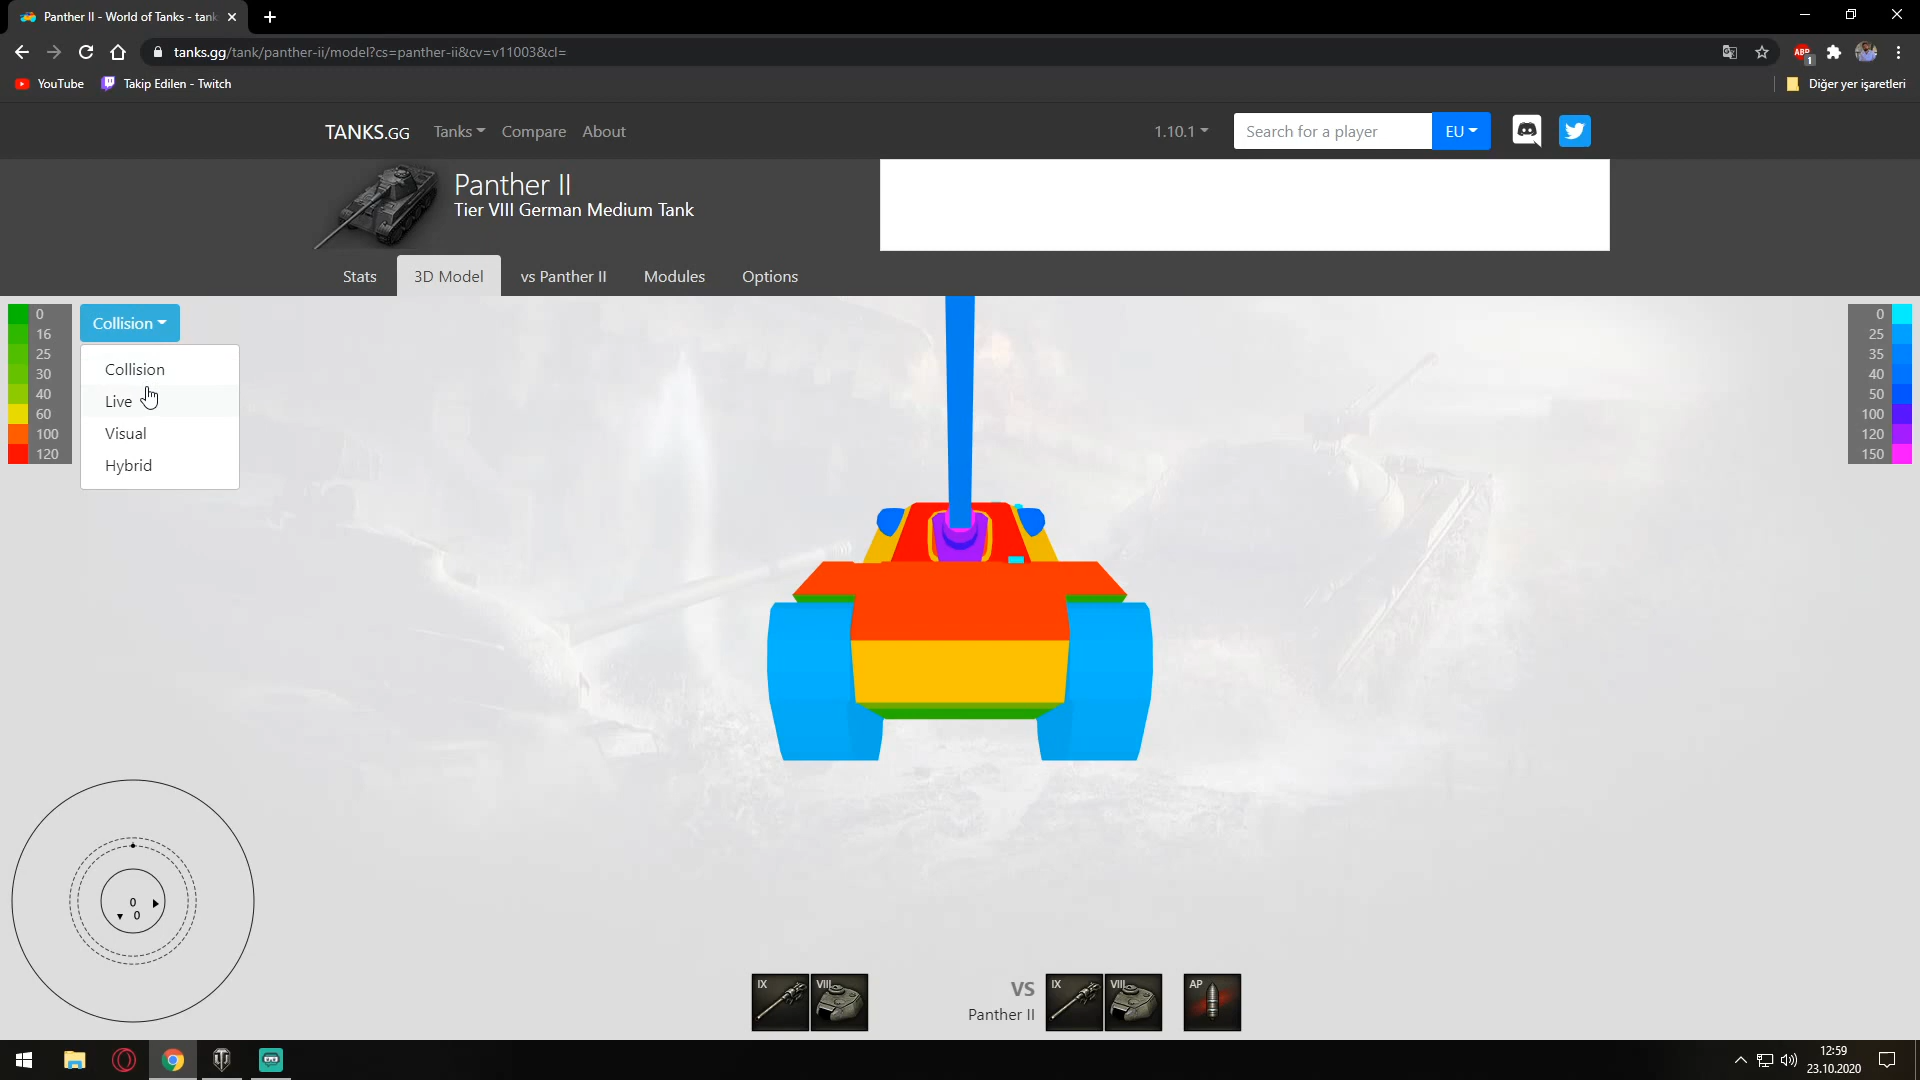 Panther II - World of Tanks - tank
tanks.gg/tank/panther-ii/model?cs=panther-ii&cv=v11003&cl=
ABP
1
YouTube
Takip Edilen - Twitch
Diğer yer işaretleri
TANKS.GG
Tanks
Compare
About
1.10.1
Search for a player
EU
Panther II
Tier VIII German Medium Tank
Stats
3D Model
vs Panther II
Modules
Options
0
16
25
30
40
60
100
120
Collision
Collision
Live
Visual
Hybrid
0
25
35
40
50
100
120
150
0
0
IX
VIII
VS
Panther II
IX
VIII
AP
12:59
23.10.2020